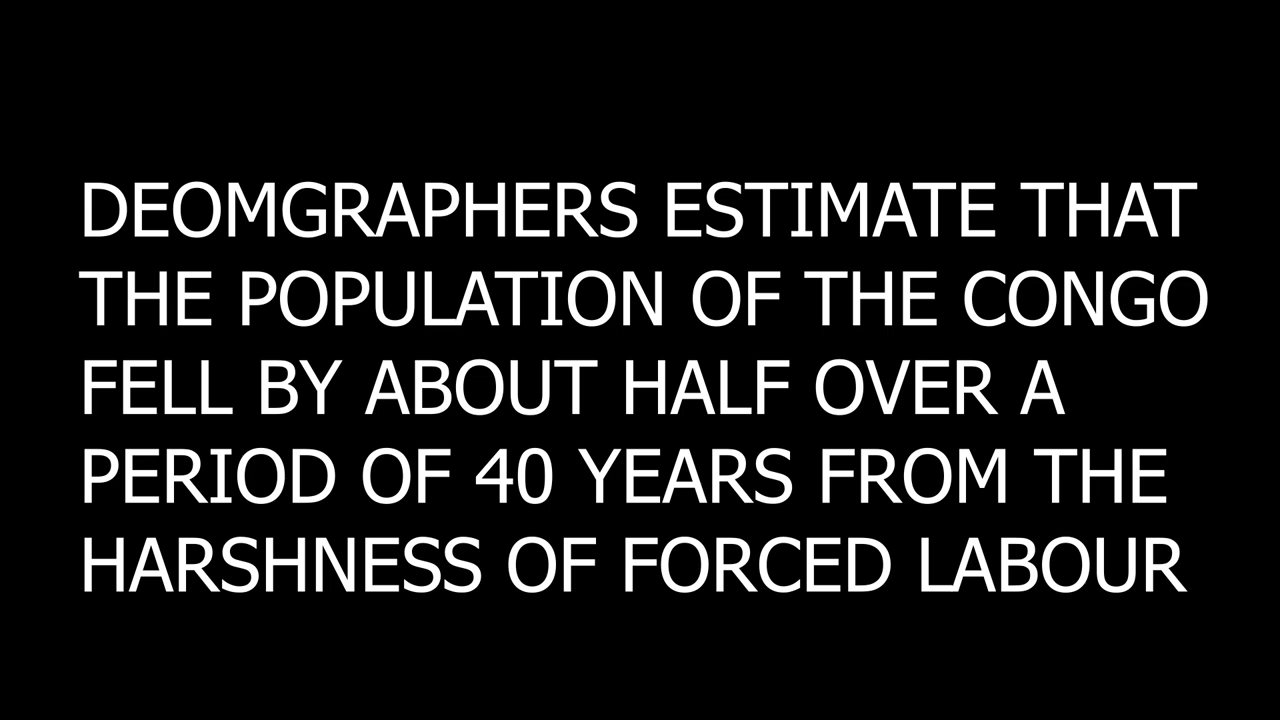 DEOMGRAPHERS ESTIMATE THAT
THE POPULATION OF THE CONGO
FELL BY ABOUT HALF OVER A
PERIOD OF 40 YEARS FROM THE
HARSHNESS OF FORCED LABOUR